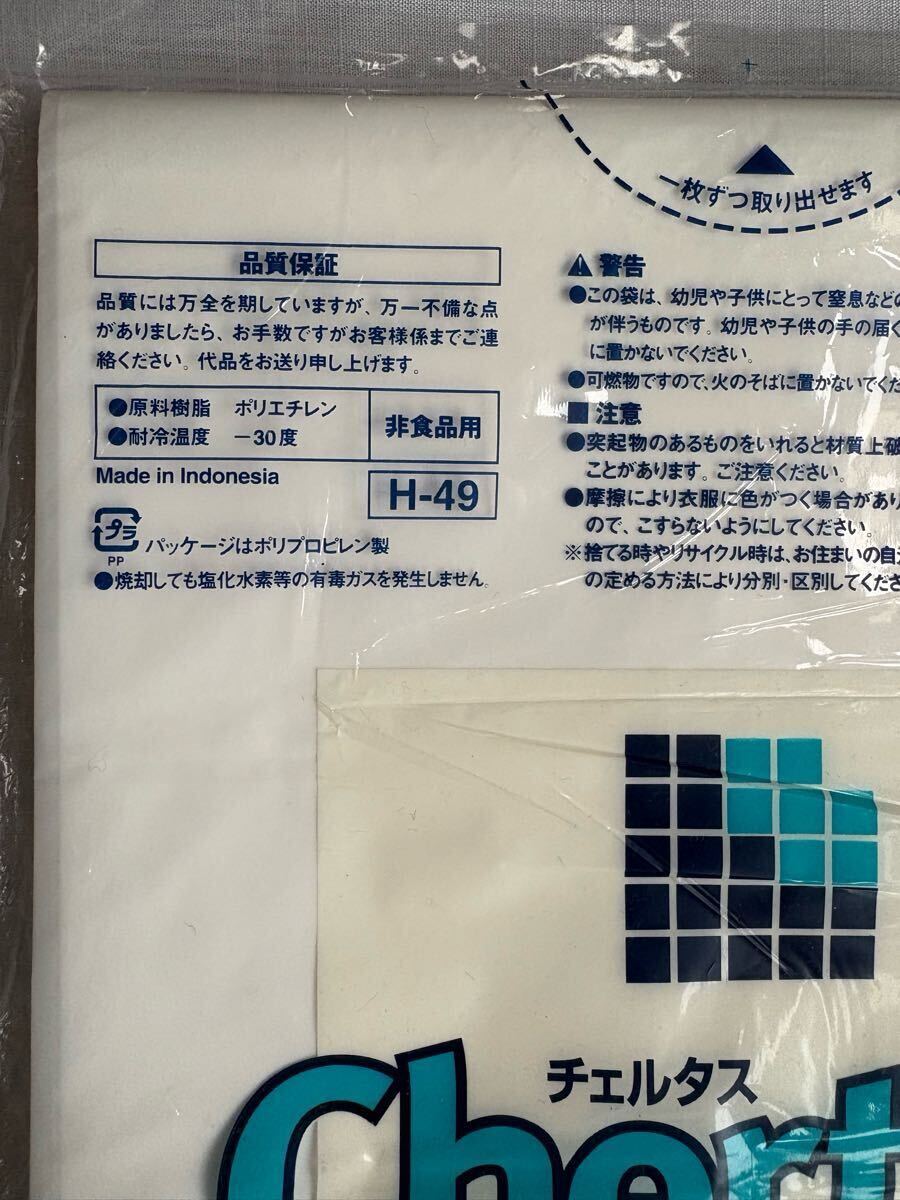 一枚ずつ取り出せます
品質保証
品質には万全を期していますが、万一不備な点
がありましたら、お手数ですがお客様係までご連
絡ください。代品をお送り申し上げます。
●原料樹脂 ポリエチレン
●耐冷温度 −30度
非食品用
Made in Indonesia
H-49
プラ
PP
パッケージはポリプロピレン製
●焼却しても塩化水素等の有毒ガスを発生しません。
警告
●この袋は、幼児や子供にとって窒息などの
が伴うものです。幼児や子供の手の届く
に置かないでください。
●可燃物ですので、火のそばに置かないでくだ
■注意
●突起物のあるものをいれると材質上破
ことがあります。ご注意ください。
●摩擦により衣服に色がつく場合があり
ので、こすらないようにしてください。
※捨てる時やリサイクル時は、お住まいの自
の定める方法により分別・区別してくださ
チェルタス
Chert